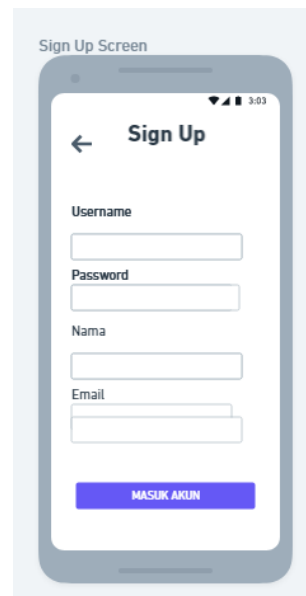 Sign Up Screen
3:03
Sign Up
Username
Password
Nama
Email
MASUK AKUN